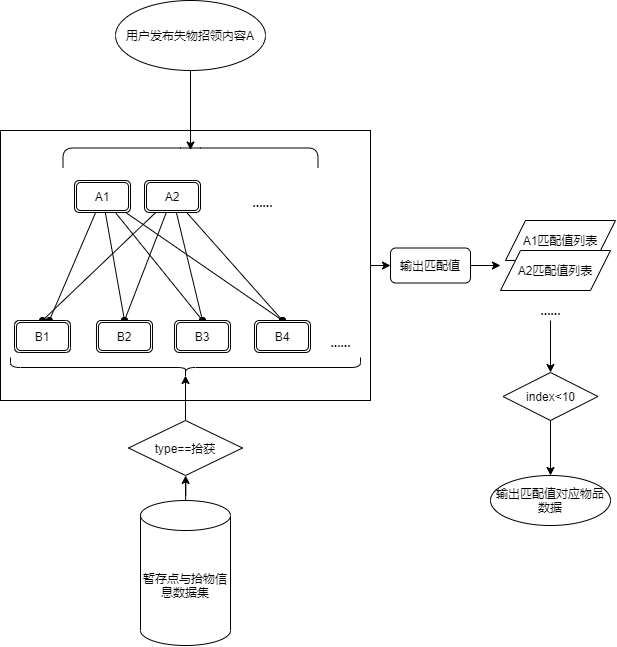 用户发布失物招领内容A
A1
A2
......
B1
B2
B3
B4
......
type==拾获
暂存点与拾物信
息数据集
输出匹配值
A1匹配值列表
A2匹配值列表
......
index<10
输出匹配值对应物品
数据